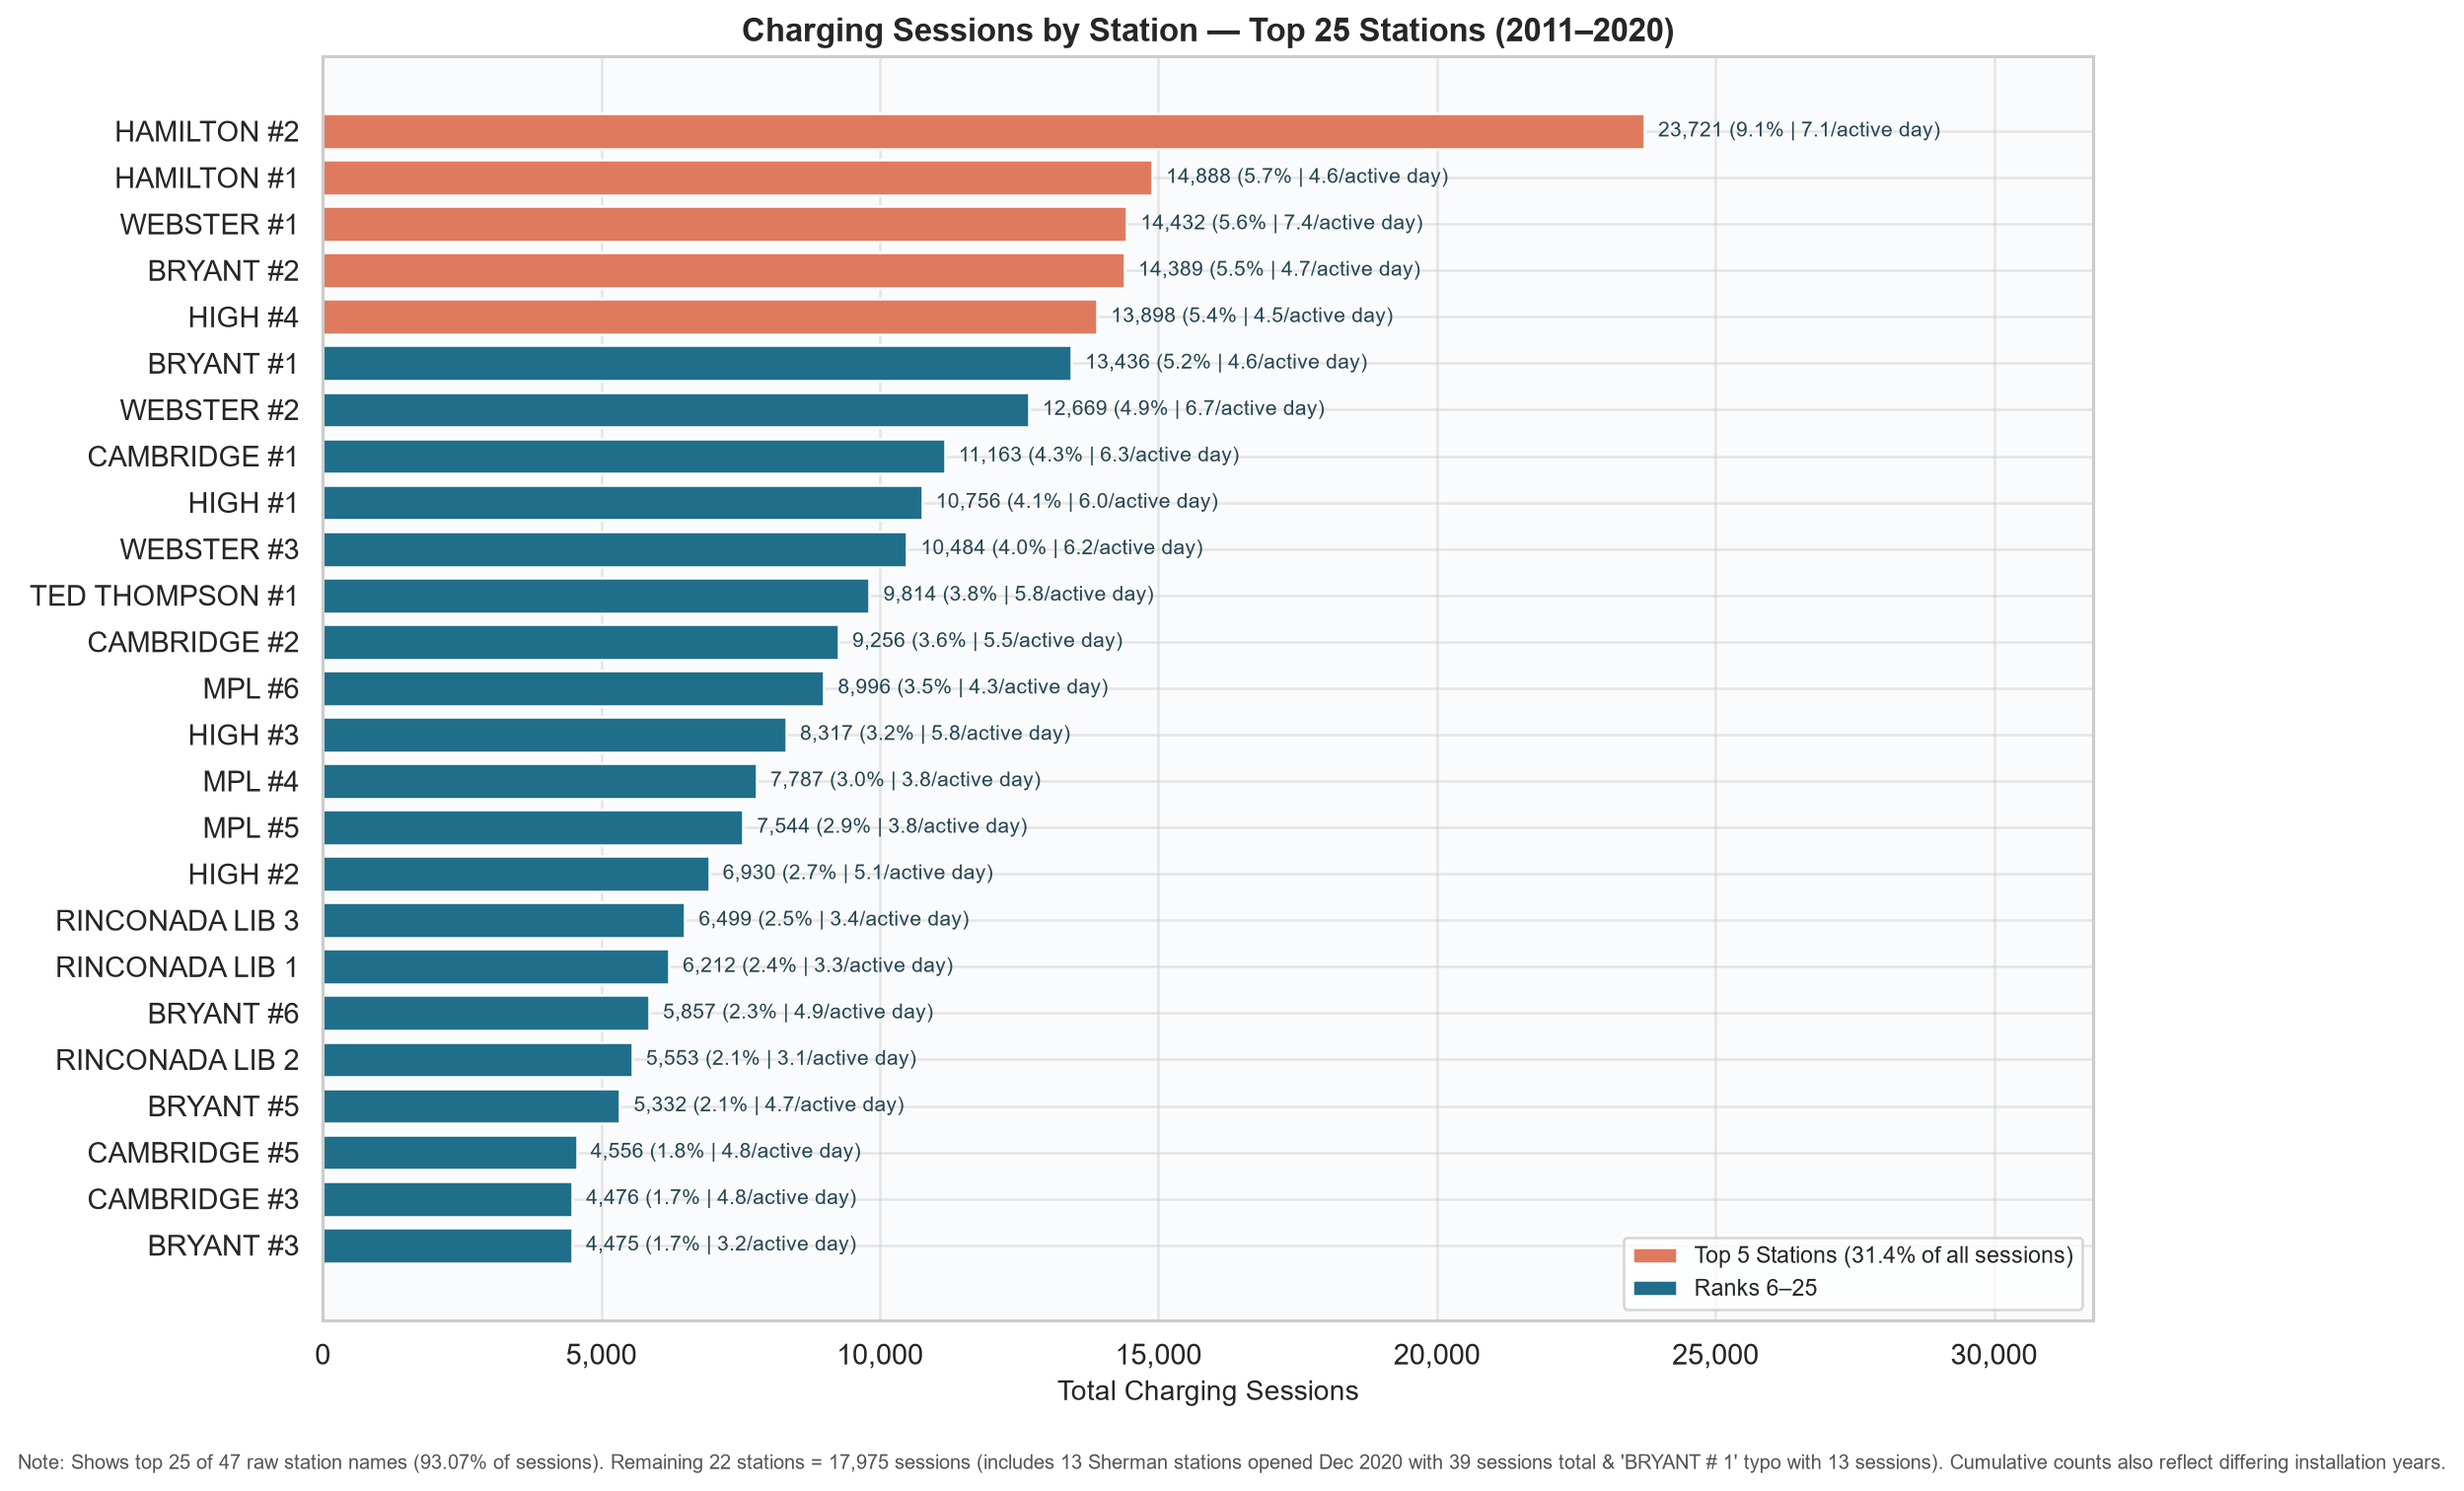 Charging Sessions by Station — Top 25 Stations (2011–2020)
HAMILTON #2 23,721 (9.1% | 7.1/active day)
HAMILTON #1 14,888 (5.7% | 4.6/active day)
WEBSTER #1 14,432 (5.6% | 7.4/active day)
BRYANT #2 14,389 (5.5% | 4.7/active day)
HIGH #4 13,898 (5.4% | 4.5/active day)
BRYANT #1 13,436 (5.2% | 4.6/active day)
WEBSTER #2 12,669 (4.9% | 6.7/active day)
CAMBRIDGE #1 11,163 (4.3% | 6.3/active day)
HIGH #1 10,756 (4.1% | 6.0/active day)
WEBSTER #3 10,484 (4.0% | 6.2/active day)
TED THOMPSON #1 9,814 (3.8% | 5.8/active day)
CAMBRIDGE #2 9,256 (3.6% | 5.5/active day)
MPL #6 8,996 (3.5% | 4.3/active day)
HIGH #3 8,317 (3.2% | 5.8/active day)
MPL #4 7,787 (3.0% | 3.8/active day)
MPL #5 7,544 (2.9% | 3.8/active day)
HIGH #2 6,930 (2.7% | 5.1/active day)
RINCONADA LIB 3 6,499 (2.5% | 3.4/active day)
RINCONADA LIB 1 6,212 (2.4% | 3.3/active day)
BRYANT #6 5,857 (2.3% | 4.9/active day)
RINCONADA LIB 2 5,553 (2.1% | 3.1/active day)
BRYANT #5 5,332 (2.1% | 4.7/active day)
CAMBRIDGE #5 4,556 (1.8% | 4.8/active day)
CAMBRIDGE #3 4,476 (1.7% | 4.8/active day)
BRYANT #3 4,475 (1.7% | 3.2/active day)
Top 5 Stations (31.4% of all sessions)
Ranks 6–25
0 5,000 10,000 15,000 20,000 25,000 30,000
Total Charging Sessions
Note: Shows top 25 of 47 raw station names (93.07% of sessions). Remaining 22 stations = 17,975 sessions (includes 13 Sherman stations opened Dec 2020 with 39 sessions total & 'BRYANT # 1' typo with 13 sessions). Cumulative counts also reflect differing installation years.